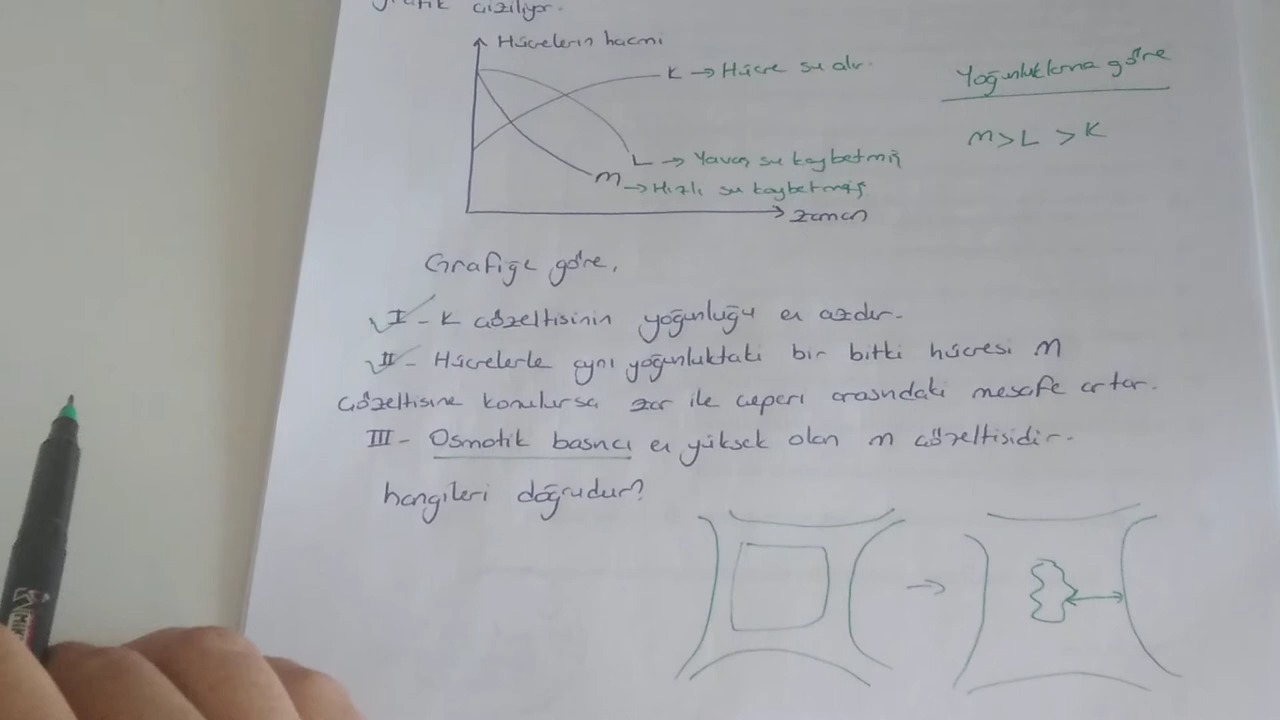 grafik çiziliyor.
Hücrelerin hacmi
K → Hücre su alır.
L → Yavaş su kaybetmiş
M → Hızlı su kaybetmiş
zaman
Yoğunluklarına göre
M > L > K
Grafiğe göre,
I - K çözeltisinin yoğunluğu en azdır.
II - Hücrelerle aynı yoğunluktaki bir bitki hücresi M
çözeltisine konulursa zar ile çeperi arasındaki mesafe artar.
III - Osmotik basıncı en yüksek olan M çözeltisidir.
hangileri doğrudur?